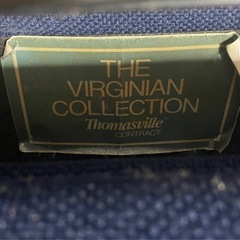 THE
VIRGINIAN
COLLECTION
Thomasville
CONTRACT